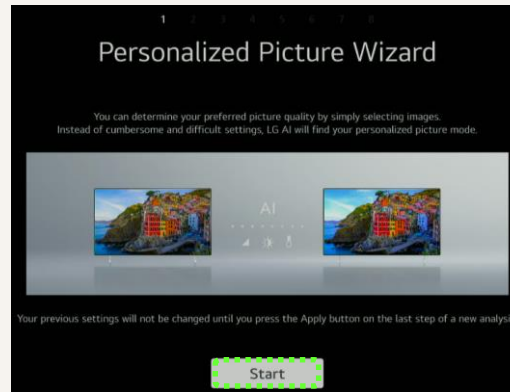 1 2 3 4 5 6 7 8
Personalized Picture Wizard
You can determine your preferred picture quality by simply selecting images.
Instead of cumbersome and difficult settings, LG AI will find your personalized picture mode.
AI
Your previous settings will not be changed until you press the Apply button on the last step of a new
Start